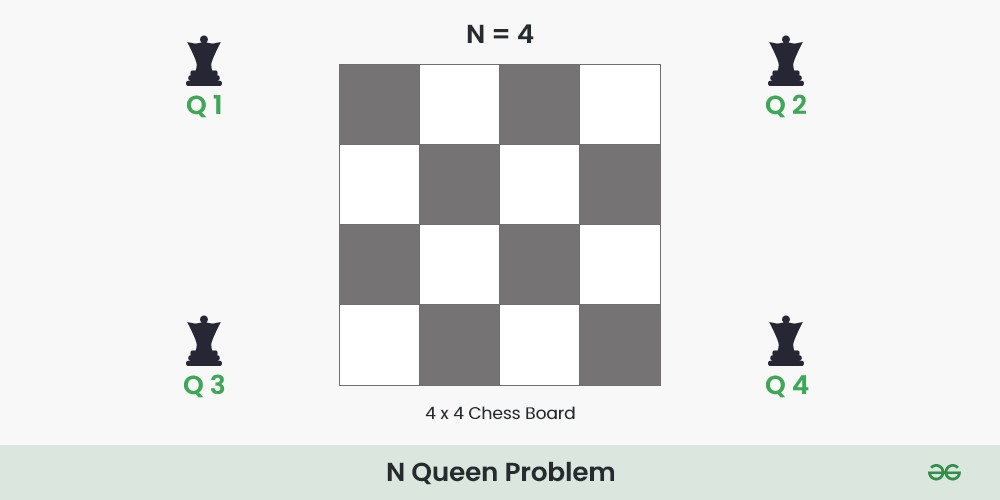 N = 4
Q 1
Q 2
Q 3
Q 4
4 x 4 Chess Board
N Queen Problem